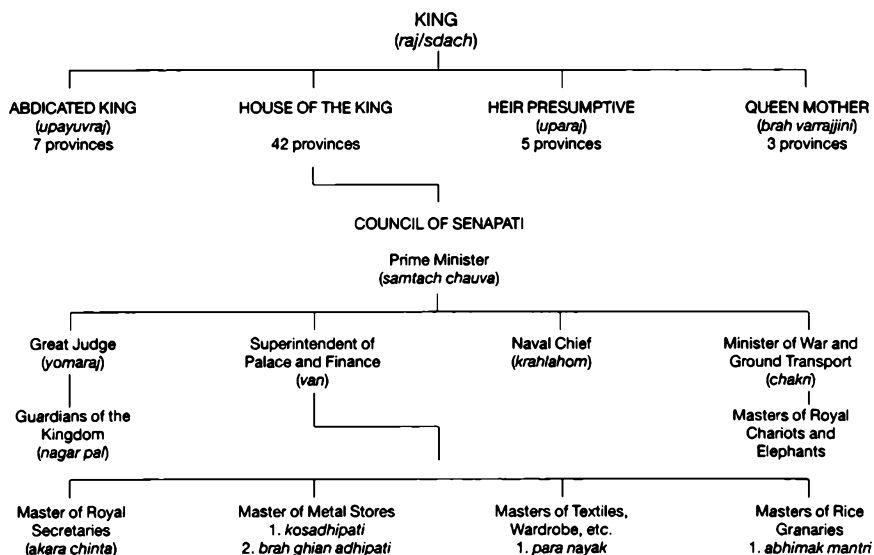 KING
(raj/sdach)
ABDICATED KING
(upayuvraj)
7 provinces
HOUSE OF THE KING
42 provinces
HEIR PRESUMPTIVE
(uparaj)
5 provinces
QUEEN MOTHER
(brah varrajjini)
3 provinces
COUNCIL OF SENAPATI
Prime Minister
(samtach chauva)
Great Judge
(yomaraj)
Superintendent of
Palace and Finance
(van)
Naval Chief
(krahlahom)
Minister of War and
Ground Transport
(chakri)
Guardians of the
Kingdom
(nagar pal)
Masters of Royal
Chariots and
Elephants
Master of Royal
Secretaries
(akara chinta)
Master of Metal Stores
1. kosadhipati
2. brah ghian adhipati
Masters of Textiles,
Wardrobe, etc.
1. para nayak
Masters of Rice
Granaries
1. abhimak mantri